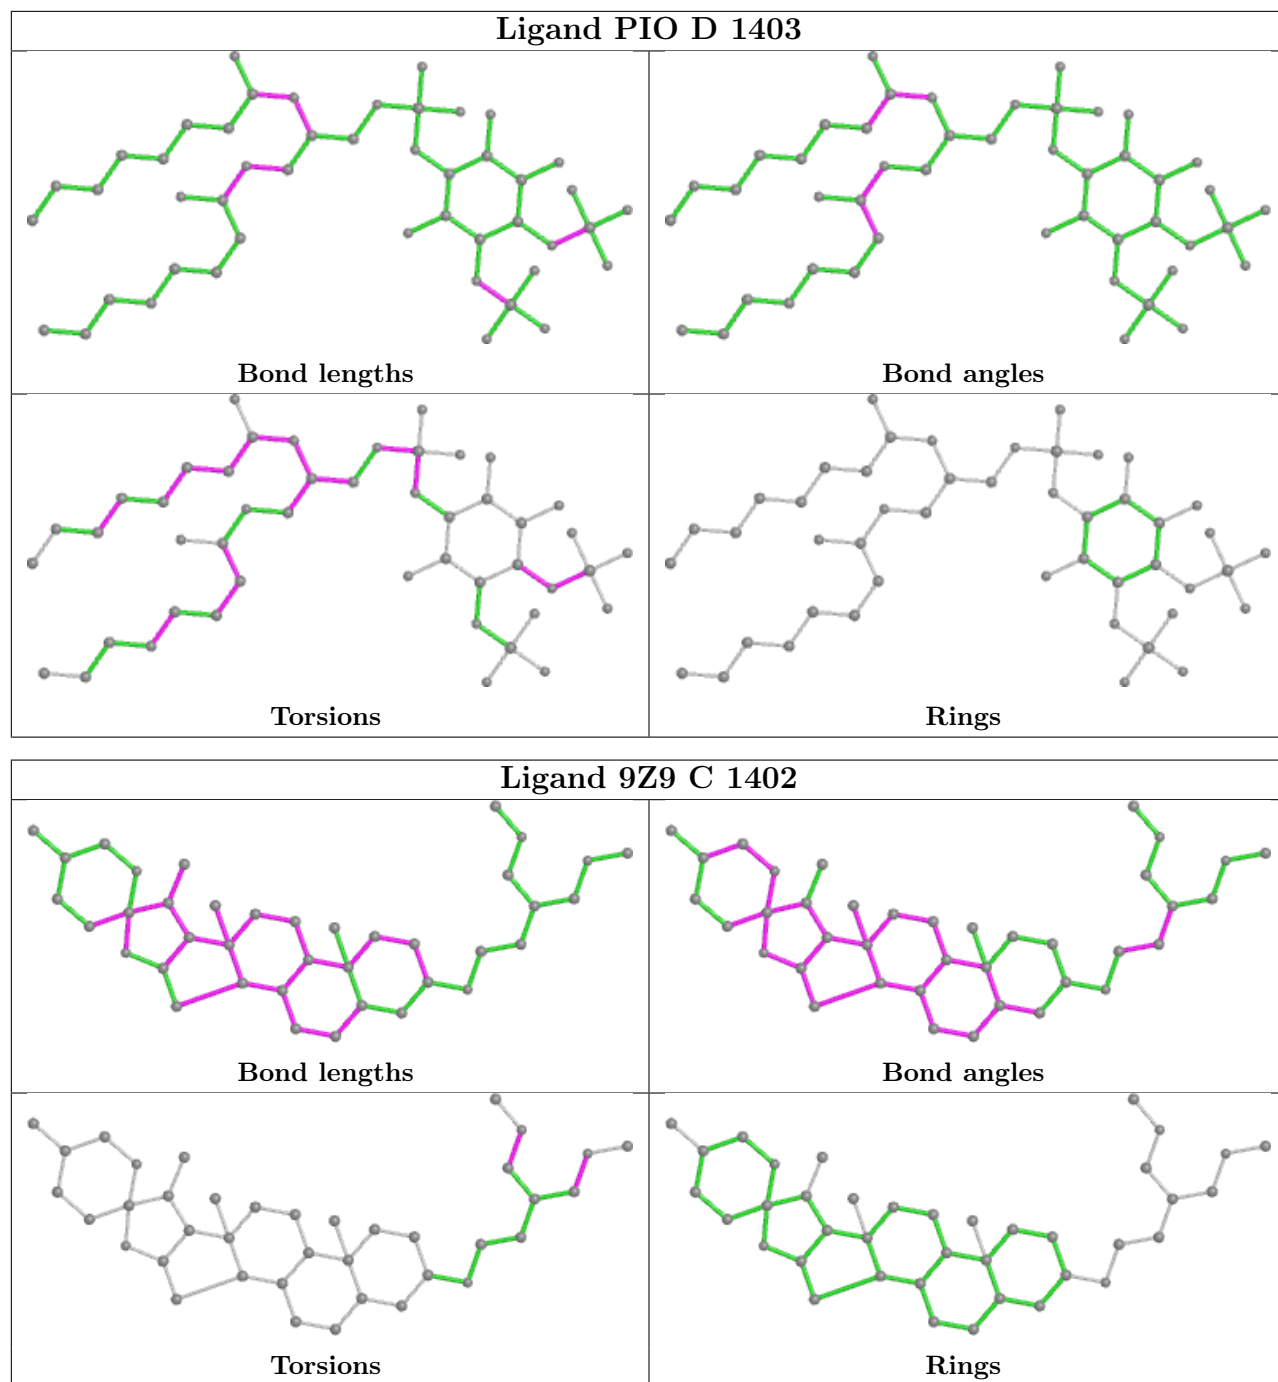 Ligand PIO D 1403
Bond lengths
Bond angles
Torsions
Rings
Ligand 9Z9 C 1402
Bond lengths
Bond angles
Torsions
Rings